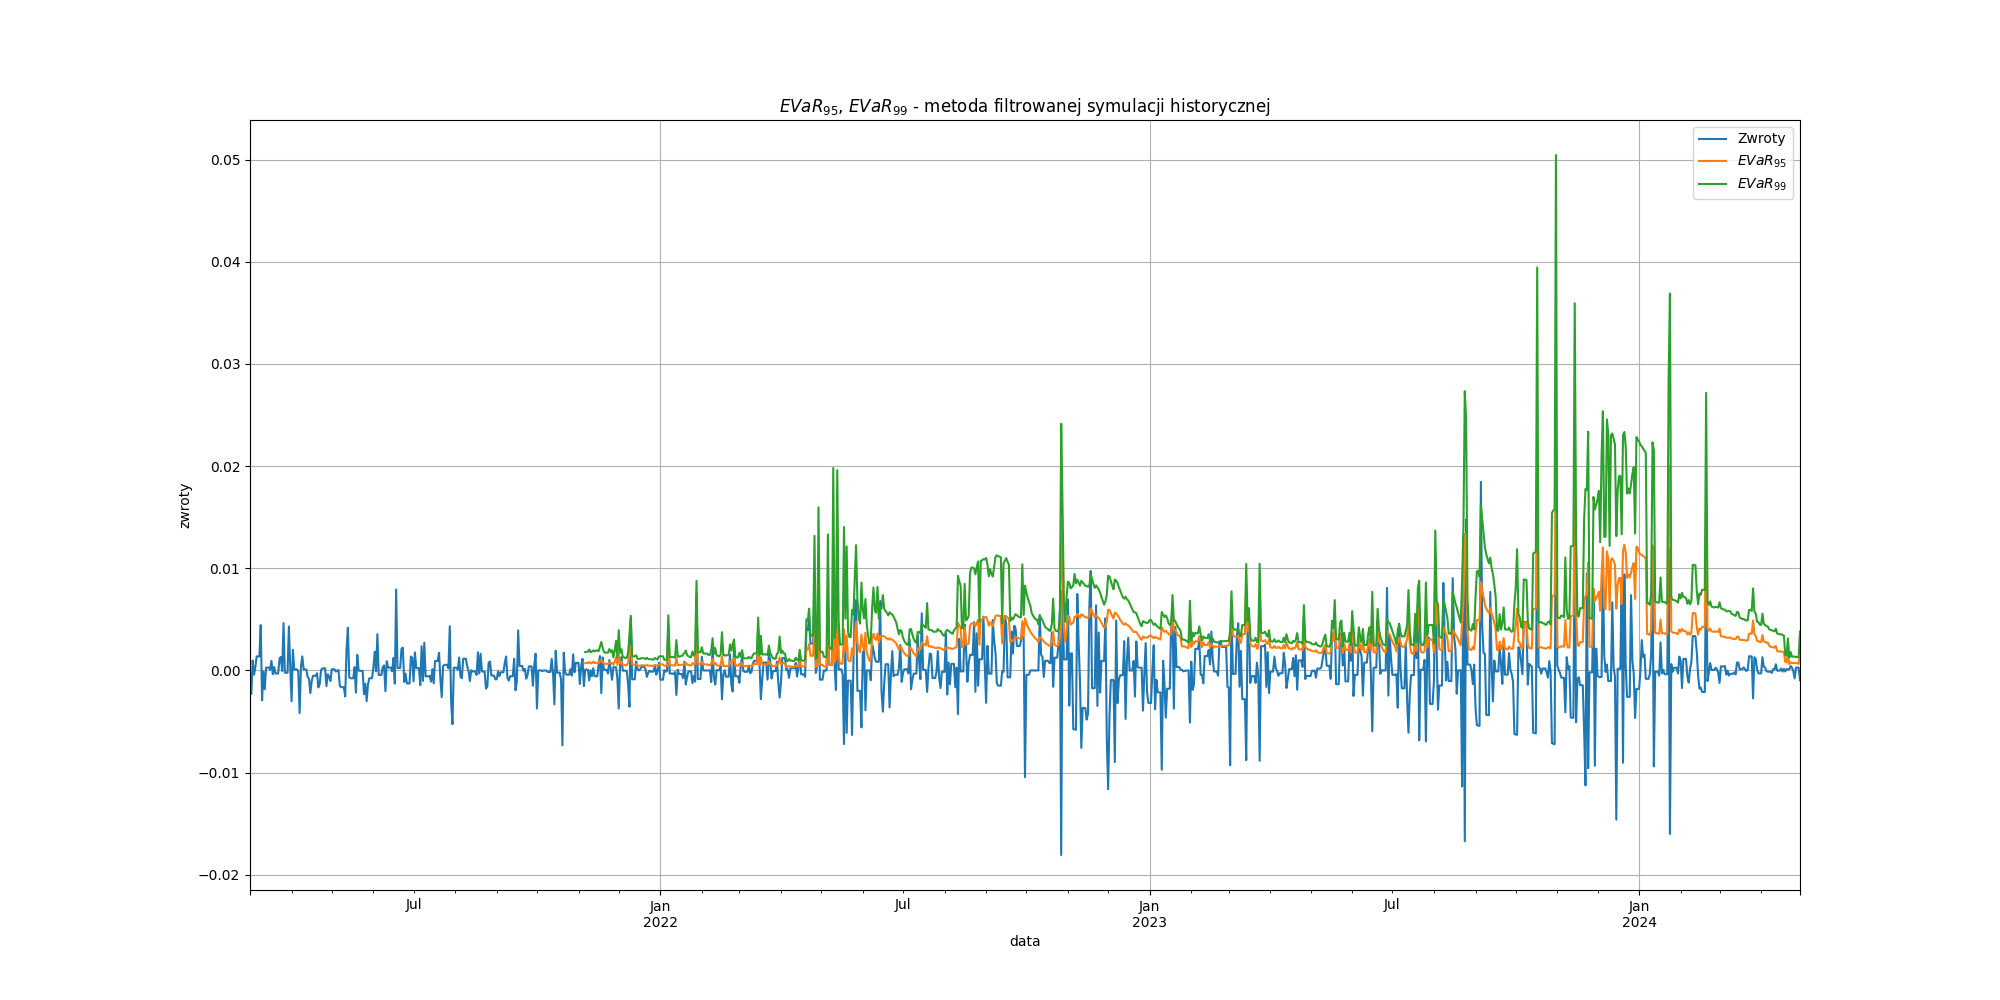 EVaR95, EVaR99 - metoda filtrowanej symulacji historycznej
Zwroty
EVaR95
EVaR99
0.05
0.04
0.03
0.02
0.01
0.00
−0.01
−0.02
zwroty
Jul
Jan
2022
Jul
Jan
2023
Jul
Jan
2024
data